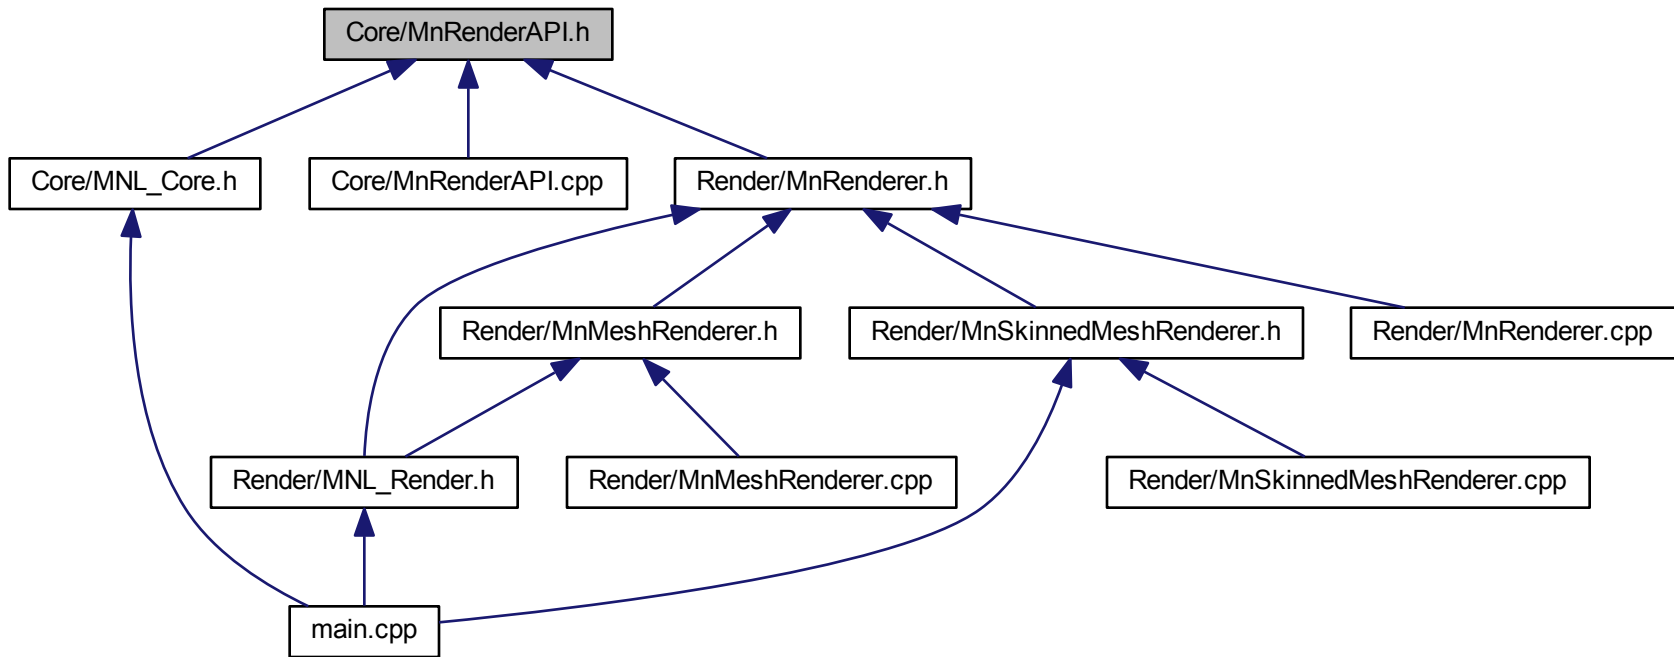 Core/MnRenderAPI.h
Core/MNL_Core.h
Core/MnRenderAPI.cpp
Render/MnRenderer.h
Render/MnMeshRenderer.h
Render/MnSkinnedMeshRenderer.h
Render/MnRenderer.cpp
Render/MNL_Render.h
Render/MnMeshRenderer.cpp
Render/MnSkinnedMeshRenderer.cpp
main.cpp